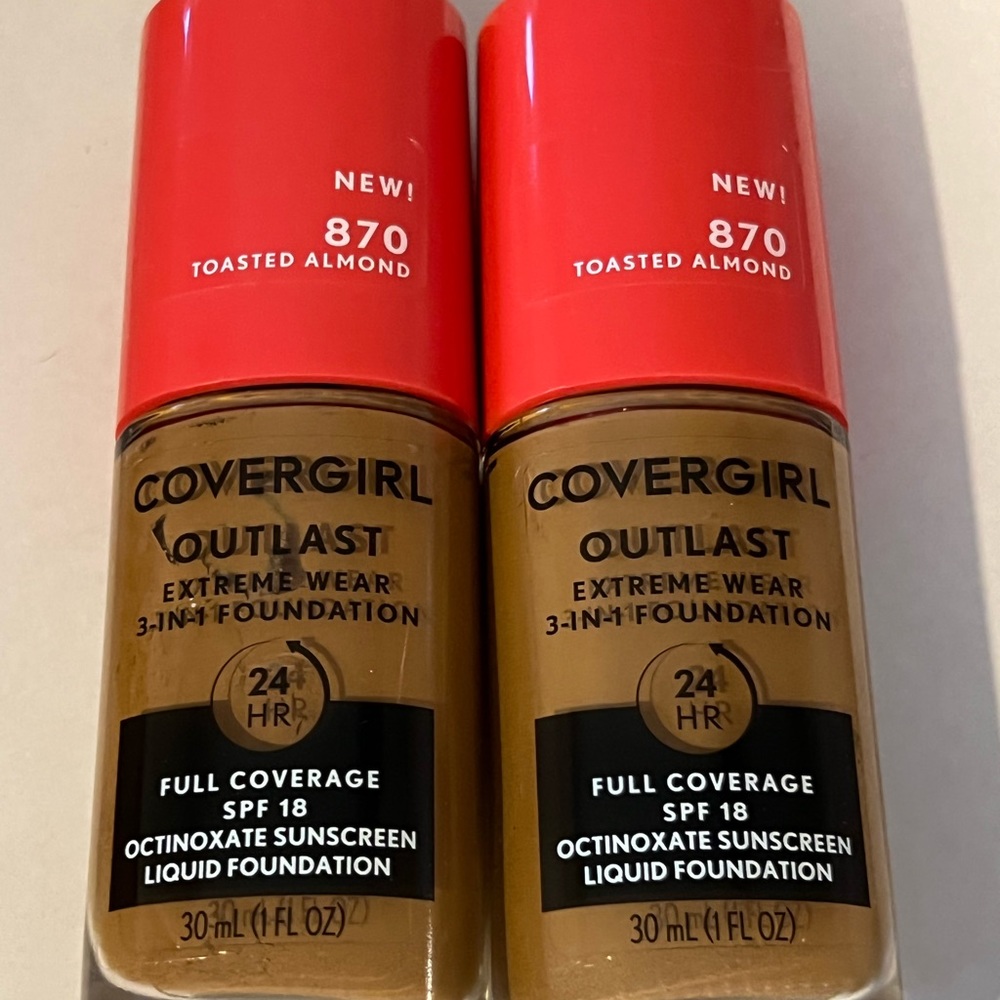 NEW!
870
TOASTED ALMOND
COVERGIRL
OUTLAST
EXTREME WEAR
3-IN-1 FOUNDATION
24
HR
FULL COVERAGE
SPF 18
OCTINOXATE SUNSCREEN
LIQUID FOUNDATION
30 mL (1 FL OZ)
NEW!
870
TOASTED ALMOND
COVERGIRL
OUTLAST
EXTREME WEAR
3-IN-1 FOUNDATION
24
HR
FULL COVERAGE
SPF 18
OCTINOXATE SUNSCREEN
LIQUID FOUNDATION
30 mL (1 FL OZ)